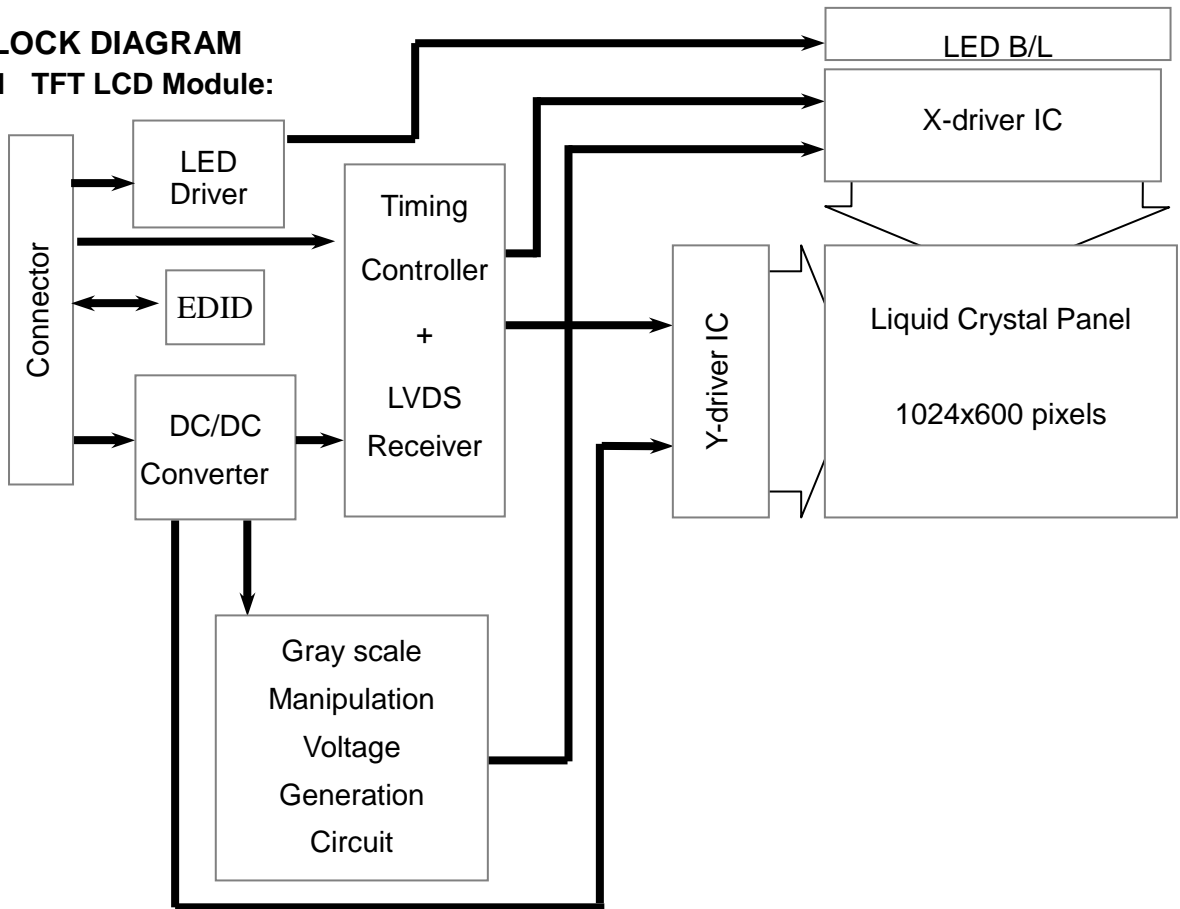 LOCK DIAGRAM
TFT LCD Module:
LED B/L
X-driver IC
LED
Driver
Timing
Controller
+
LVDS
Receiver
Connector
EDID
DC/DC
Converter
Y-driver IC
Liquid Crystal Panel
1024x600 pixels
Gray scale
Manipulation
Voltage
Generation
Circuit